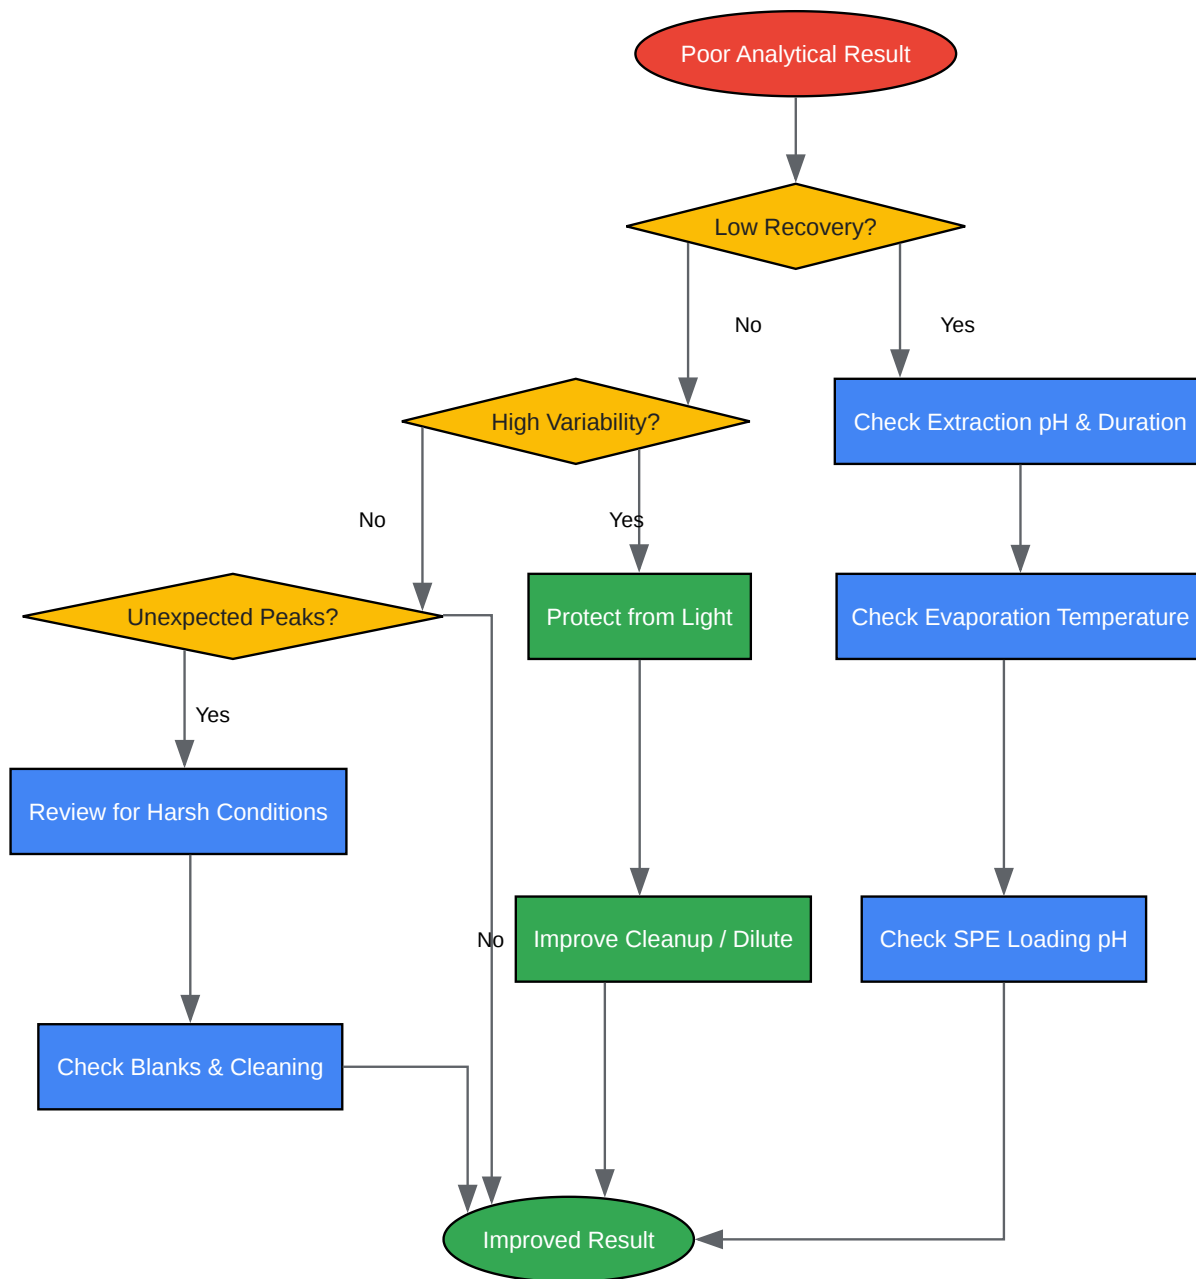 Poor Analytical Result
Low Recovery?
No
Yes
High Variability?
Check Extraction pH & Duration
No
Yes
Unexpected Peaks?
Protect from Light
Check Evaporation Temperature
Yes
Review for Harsh Conditions
No
Improve Cleanup / Dilute
Check SPE Loading pH
Check Blanks & Cleaning
Improved Result